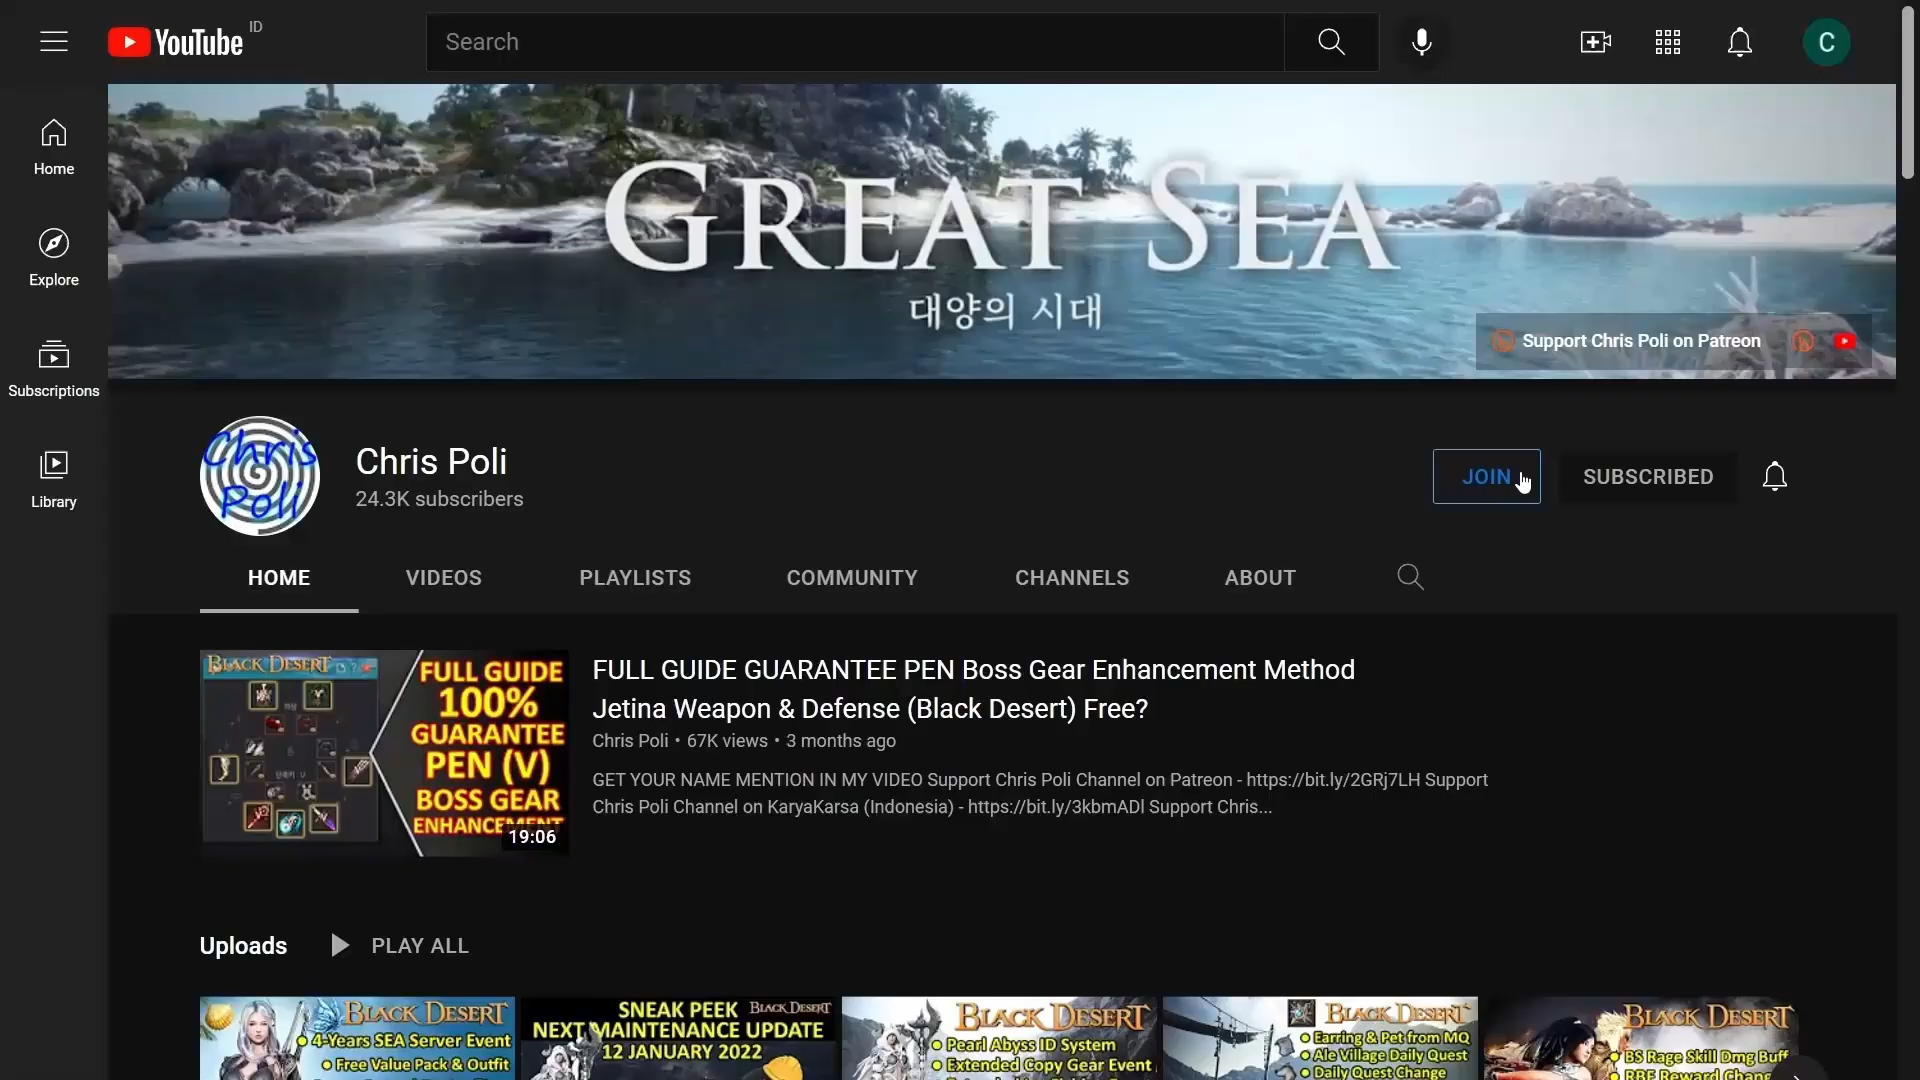 YouTube ID
Search
C
Home
Explore
Subscriptions
Library
GREAT SEA
대양의 시대
Support Chris Poli on Patreon
Chris Poli
Chris Poli
24.3K subscribers
JOIN
SUBSCRIBED
HOME
VIDEOS
PLAYLISTS
COMMUNITY
CHANNELS
ABOUT
BLACK DESERT
FULL GUIDE
100%
GUARANTEE
PEN (V)
BOSS GEAR
ENHANCEMENT
19:06
FULL GUIDE GUARANTEE PEN Boss Gear Enhancement Method
Jetina Weapon & Defense (Black Desert) Free?
Chris Poli • 67K views • 3 months ago
GET YOUR NAME MENTION IN MY VIDEO Support Chris Poli Channel on Patreon - https://bit.ly/2GRj7LH Support
Chris Poli Channel on KaryaKarsa (Indonesia) - https://bit.ly/3kbmADl Support Chris...
Uploads
PLAY ALL
BLACK DESERT
4-Years SEA Server Event
Free Value Pack & Outfit
SNEAK PEEK BLACK DESERT
NEXT MAINTENANCE UPDATE
12 JANUARY 2022
BLACK DESERT
Pearl Abyss ID System
Extended Copy Gear Event
BLACK DESERT
Earring & Pet from MQ
Ale Village Daily Quest
Daily Quest Change
BLACK DESERT
BS Rage Skill Dmg Buff
RBF Reward Chang